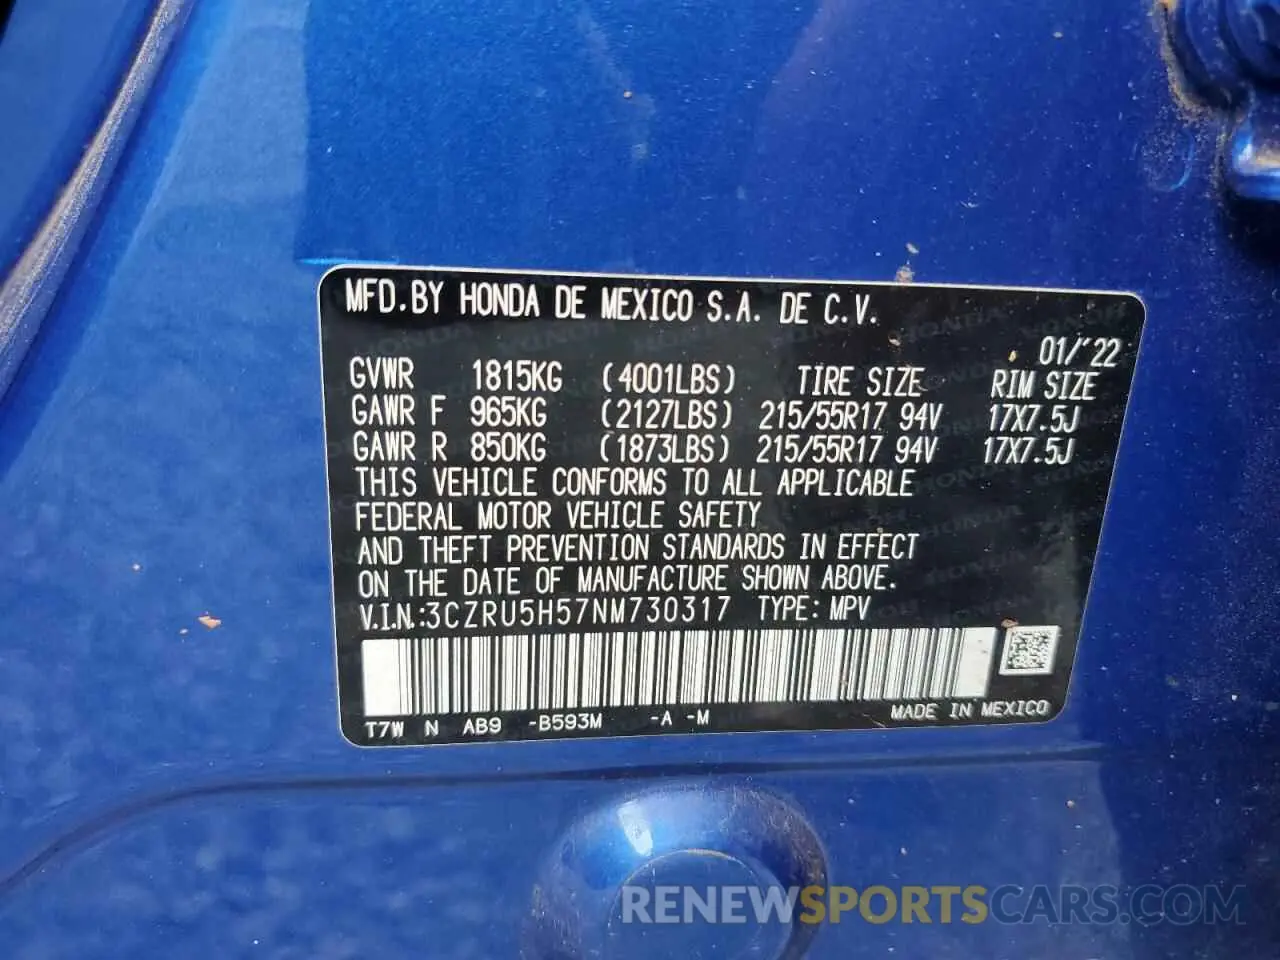 MFD.BY HONDA DE MEXICO S.A. DE C.V.
01/'22
GVWR 1815KG (4001LBS) TIRE SIZE RIM SIZE
GAWR F 965KG (2127LBS) 215/55R17 94V 17X7.5J
GAWR R 850KG (1873LBS) 215/55R17 94V 17X7.5J
THIS VEHICLE CONFORMS TO ALL APPLICABLE
FEDERAL MOTOR VEHICLE SAFETY
AND THEFT PREVENTION STANDARDS IN EFFECT
ON THE DATE OF MANUFACTURE SHOWN ABOVE.
V.I.N.:3CZRU5H57NM730317 TYPE: MPV
T7W N AB9 -B593M -A -M MADE IN MEXICO
RENEWSPORTSCARS.COM